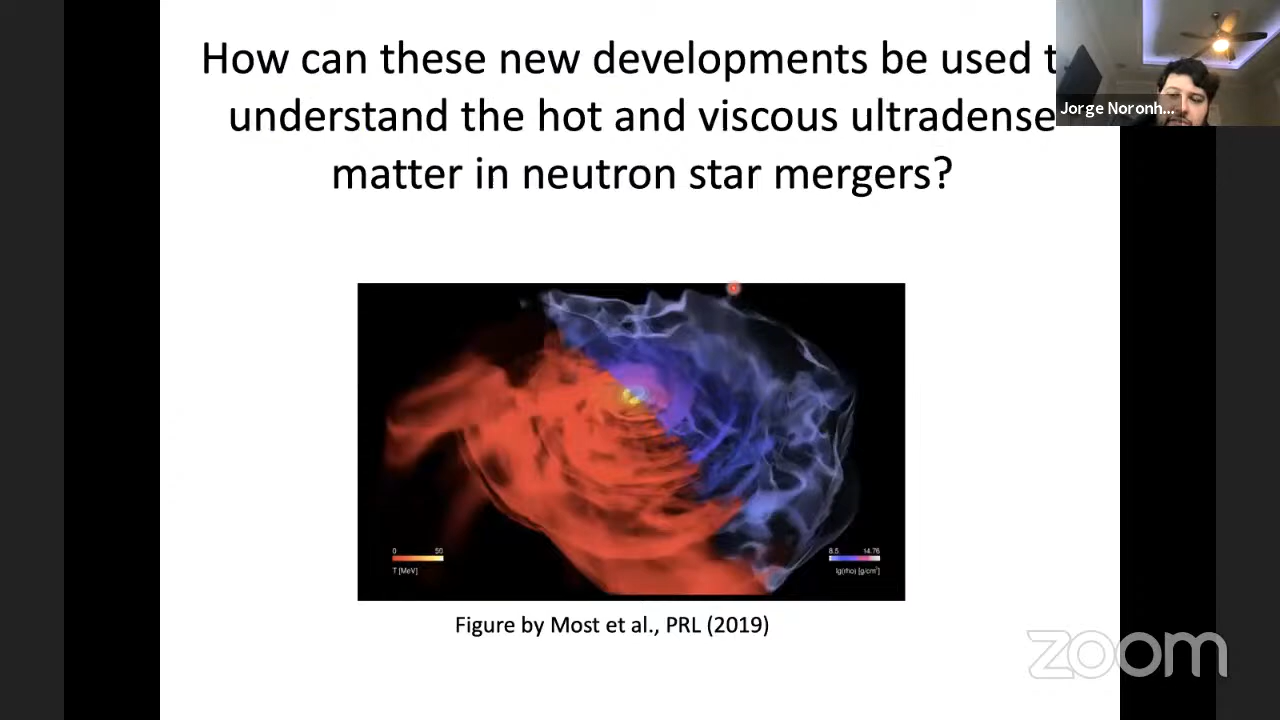 How can these new developments be used t
understand the hot and viscous ultradense
matter in neutron star mergers?
Jorge Noronh...
0 50
T [MeV]
8.5 14.76
lg(rho) [g/cm³]
Figure by Most et al., PRL (2019)
zoom